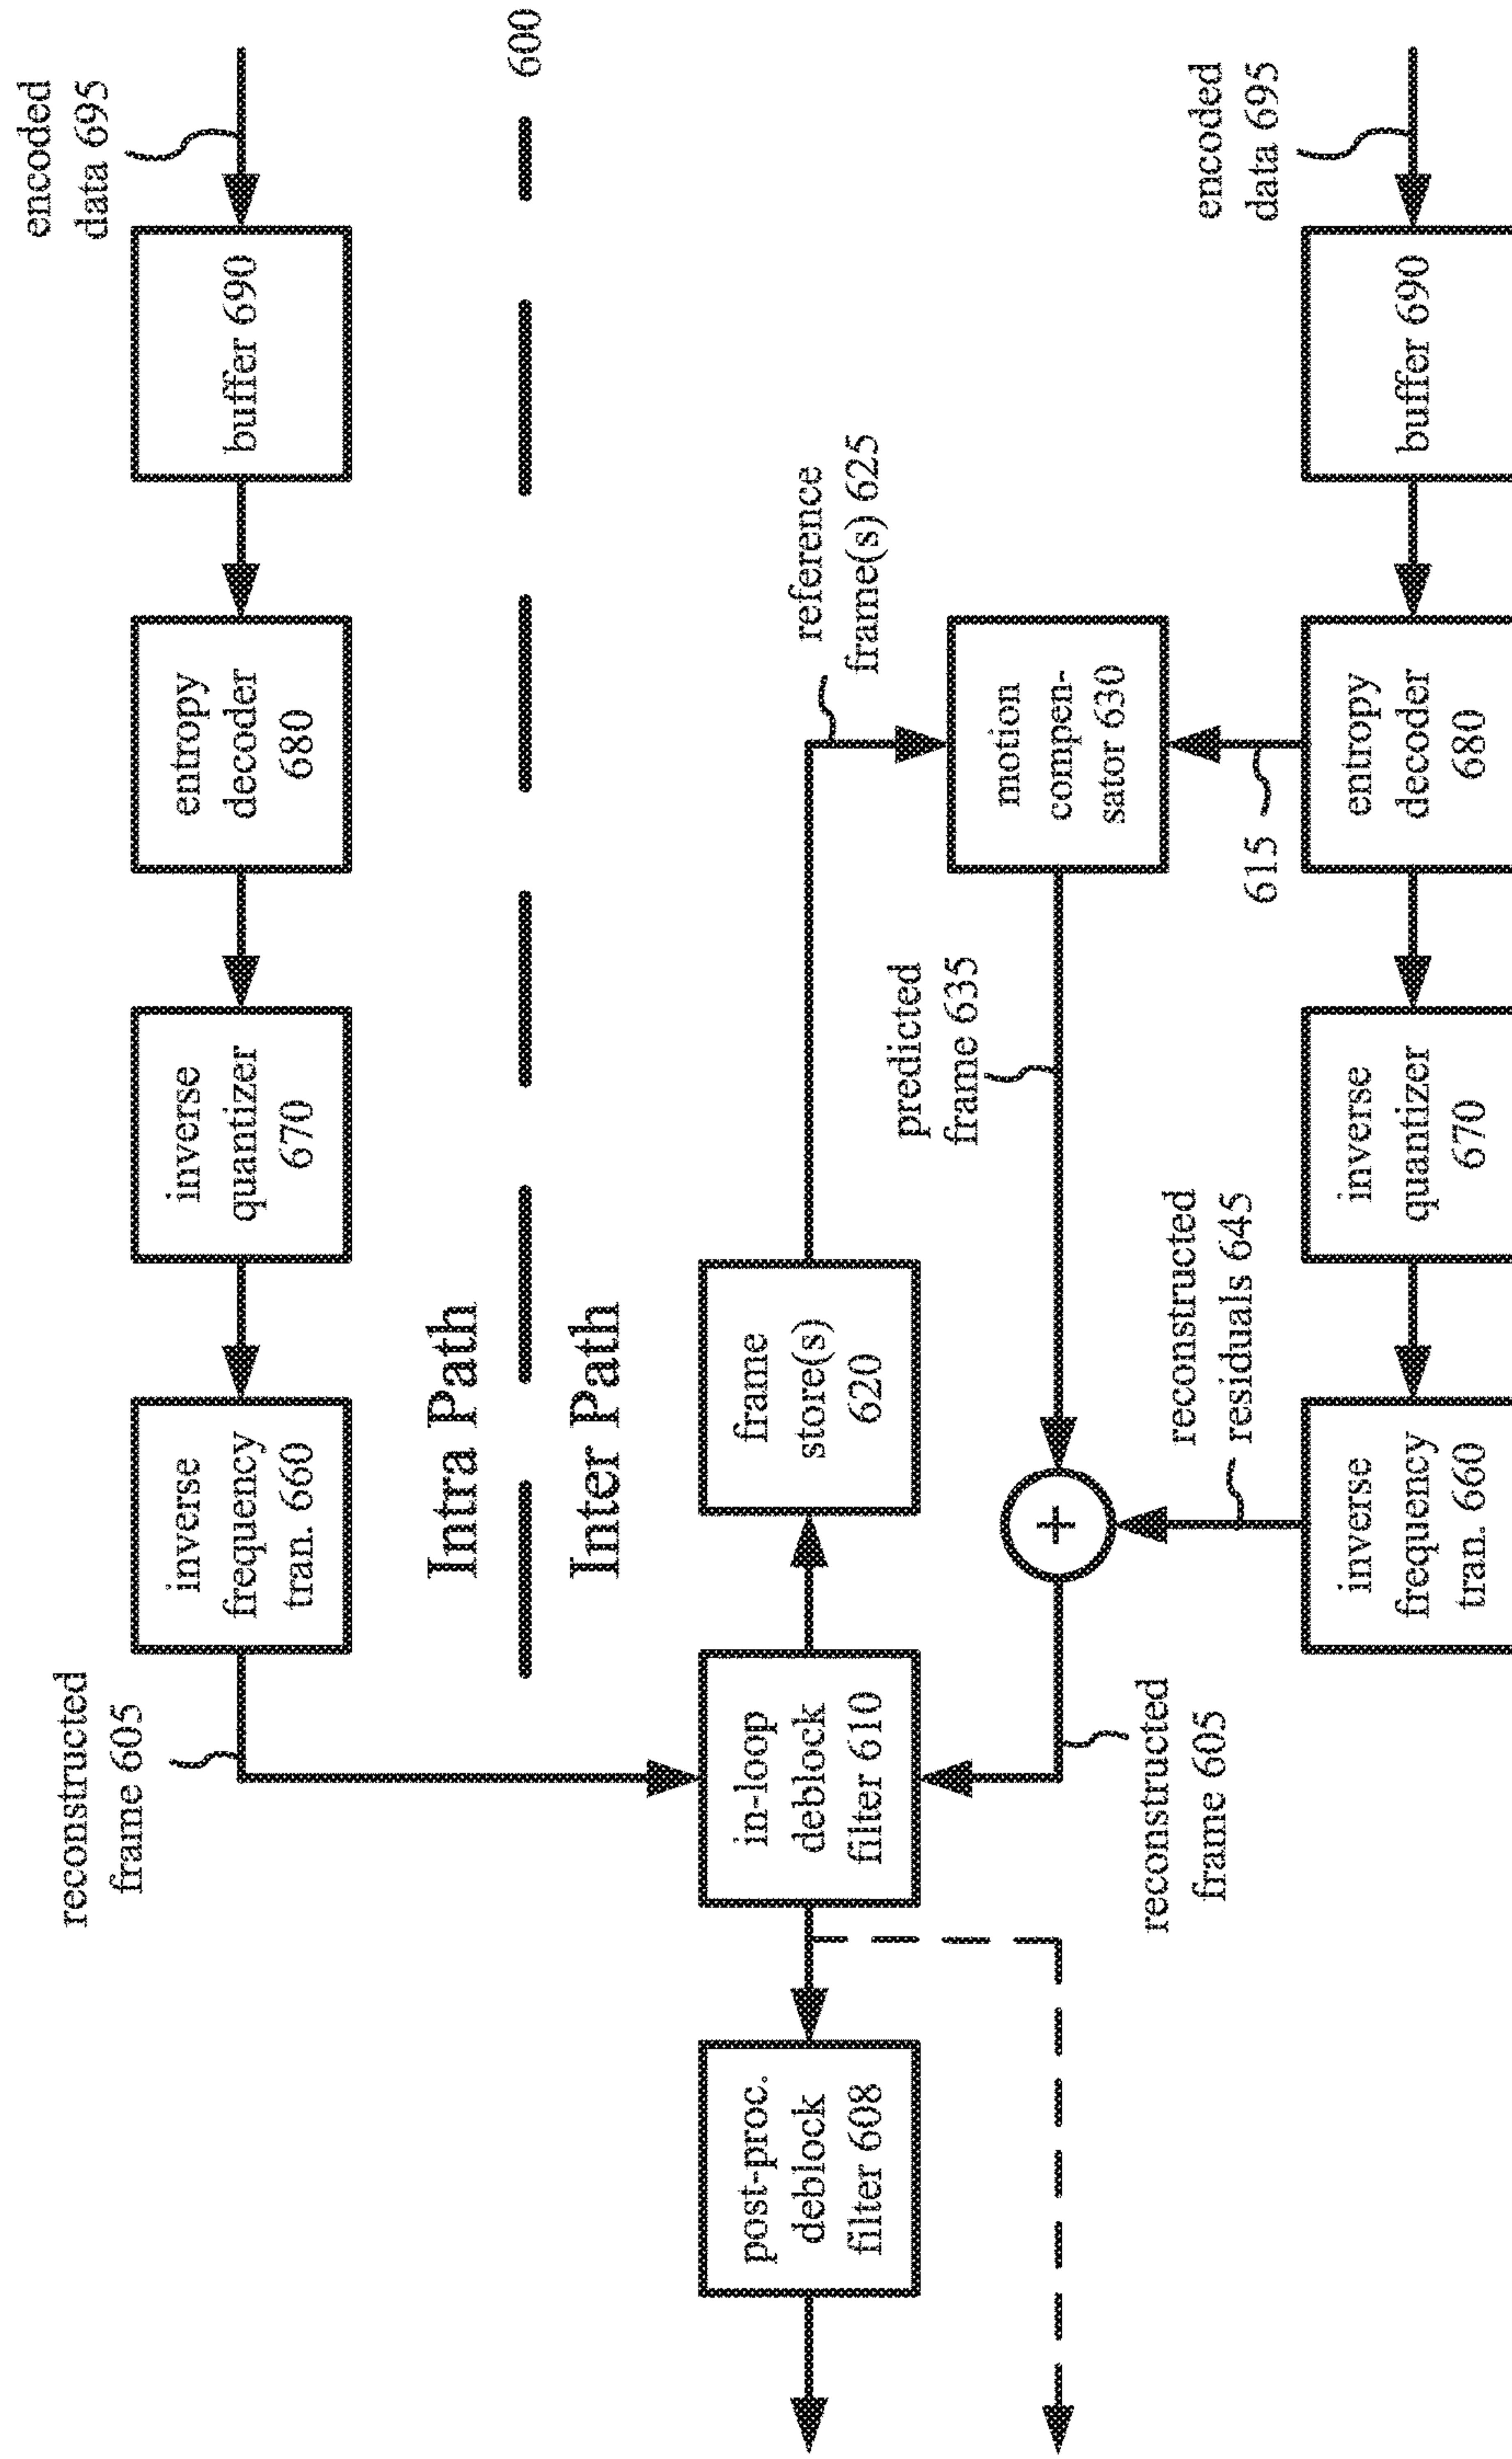 encoded
data 695
buffer 690
entropy
decoder
680
inverse
quantizer
670
inverse
frequency
tran. 660
reconstructed
frame 605
600
Intra Path
Inter Path
reference
frame(s) 625
frame
store(s)
620
in-loop
deblock
filter 610
post-proc.
deblock
filter 608
motion
compen-
sator 630
predicted
frame 635
+
reconstructed
frame 605
reconstructed
residuals 645
615
encoded
data 695
buffer 690
entropy
decoder
680
inverse
quantizer
670
inverse
frequency
tran. 660